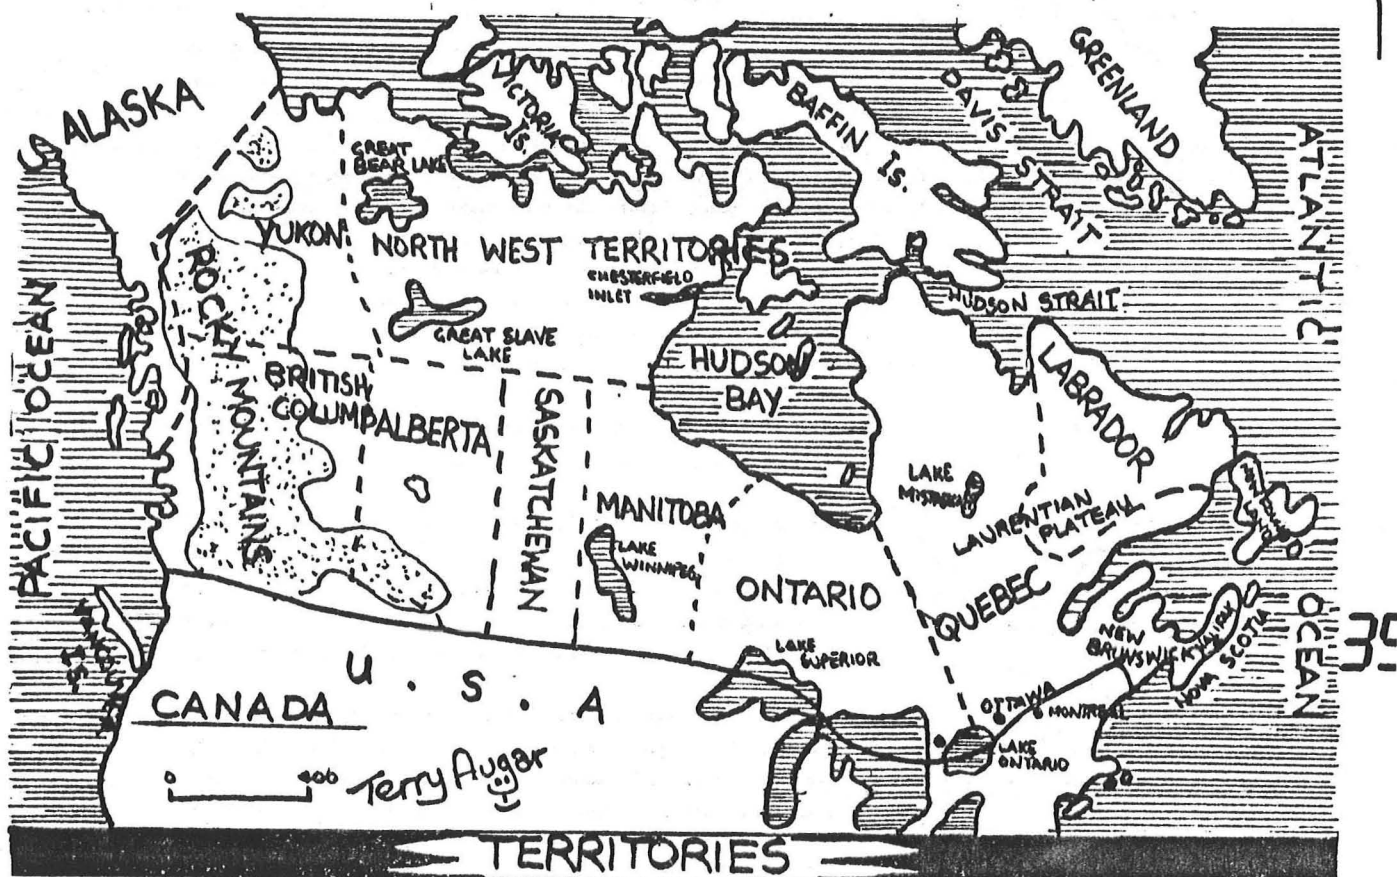 ALASKA
VICTORIA
IS.
BAFFIN
IS.
DAVIS STRAIT
GREENLAND
ATLANTIC
OCEAN
GREAT
BEAR LAKE
YUKON
NORTH WEST TERRITORIES
CHESTERFIELD
INLET
GREAT SLAVE
LAKE
ROCKY MOUNTAINS
PACIFIC OCEAN
HUDSON STRAIT
HUDSON
BAY
LABRADOR
BRITISH
COLUMP
ALBERTA
SASKATCHEWAN
MANITOBA
LAKE
WINNIPEG
LAKE
LAURENTIAN
PLATEAU
ONTARIO
QUEBEC
NEW
BRUNSWICK
NOVA SCOTIA
39
LAKE
SUPERIOR
OTTAWA
MONTREAL
LAKE
ONTARIO
U.S.A
CANADA
0 400
Terry Augar
TERRITORIES